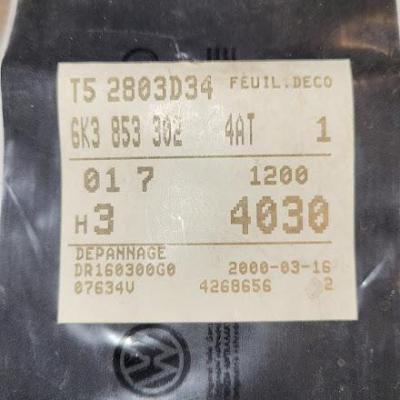 T5 2803D34 FEUIL.DECO
6K3 853 302 4AT 1
01 7 1200
H3 4030
DEPANNAGE
DR160300G0 2000-03-16
07634V 4268656 2